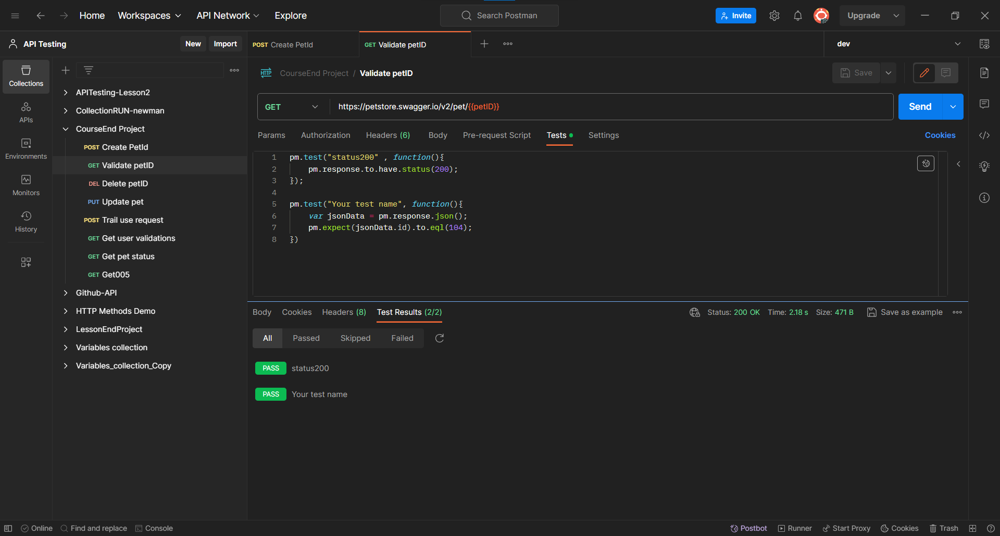 Home Workspaces API Network Explore Search Postman Invite Upgrade
API Testing New Import POST Create PetId GET Validate petID dev
Collections
APIs
Environments
Monitors
History
APITesting-Lesson2
CollectionRUN-newman
CourseEnd Project
POST Create PetId
GET Validate petID
DEL Delete petID
PUT Update pet
POST Trail use request
GET Get user validations
GET Get pet status
GET Get005
Github-API
HTTP Methods Demo
LessonEndProject
Variables collection
Variables_collection_Copy
HTTP CourseEnd Project / Validate petID Save
GET https://petstore.swagger.io/v2/pet/{{petID}} Send
Params Authorization Headers (6) Body Pre-request Script Tests Settings Cookies
1 pm.test("status200" , function(){
2 pm.response.to.have.status(200);
3 });
4
5 pm.test("Your test name", function(){
6 var jsonData = pm.response.json();
7 pm.expect(jsonData.id).to.eql(104);
8 })
Body Cookies Headers (8) Test Results (2/2) Status: 200 OK Time: 2.18 s Size: 471 B Save as example
All Passed Skipped Failed
PASS status200
PASS Your test name
Online Find and replace Console Postbot Runner Start Proxy Cookies Trash